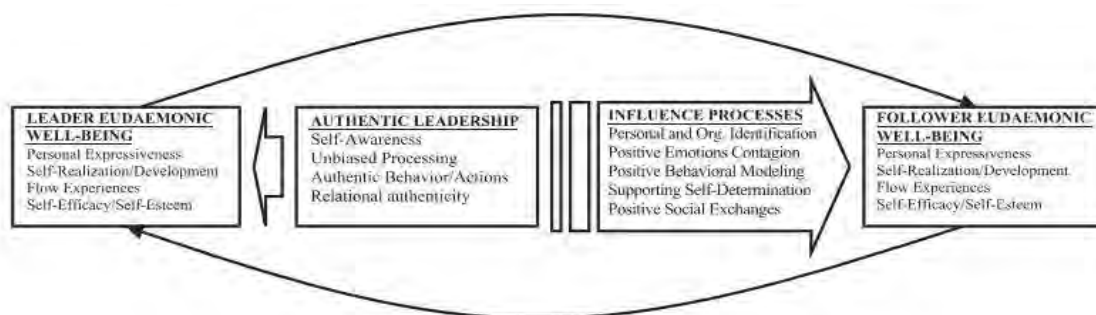 LEADER EUDAEMONIC
WELL-BEING
Personal Expressiveness
Self-Realization/Development
Flow Experiences
Self-Efficacy/Self-Esteem
AUTHENTIC LEADERSHIP
Self-Awareness
Unbiased Processing
Authentic Behavior/Actions
Relational authenticity
INFLUENCE PROCESSES
Personal and Org. Identification
Positive Emotions Contagion
Positive Behavioral Modeling
Supporting Self-Determination
Positive Social Exchanges
FOLLOWER EUDAEMONIC
WELL-BEING
Personal Expressiveness
Self-Realization/Development
Flow Experiences
Self-Efficacy/Self-Esteem